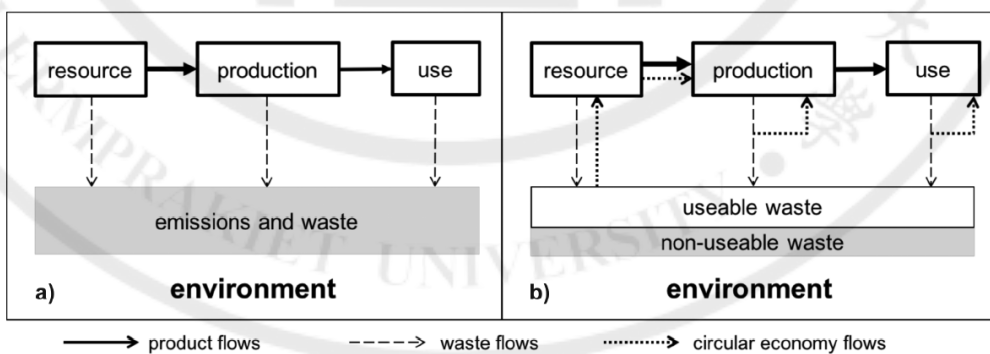 resource
production
use
emissions and waste
a)
environment
resource
production
use
useable waste
non-useable waste
b)
environment
product flows
waste flows
circular economy flows
UNIVERSITY